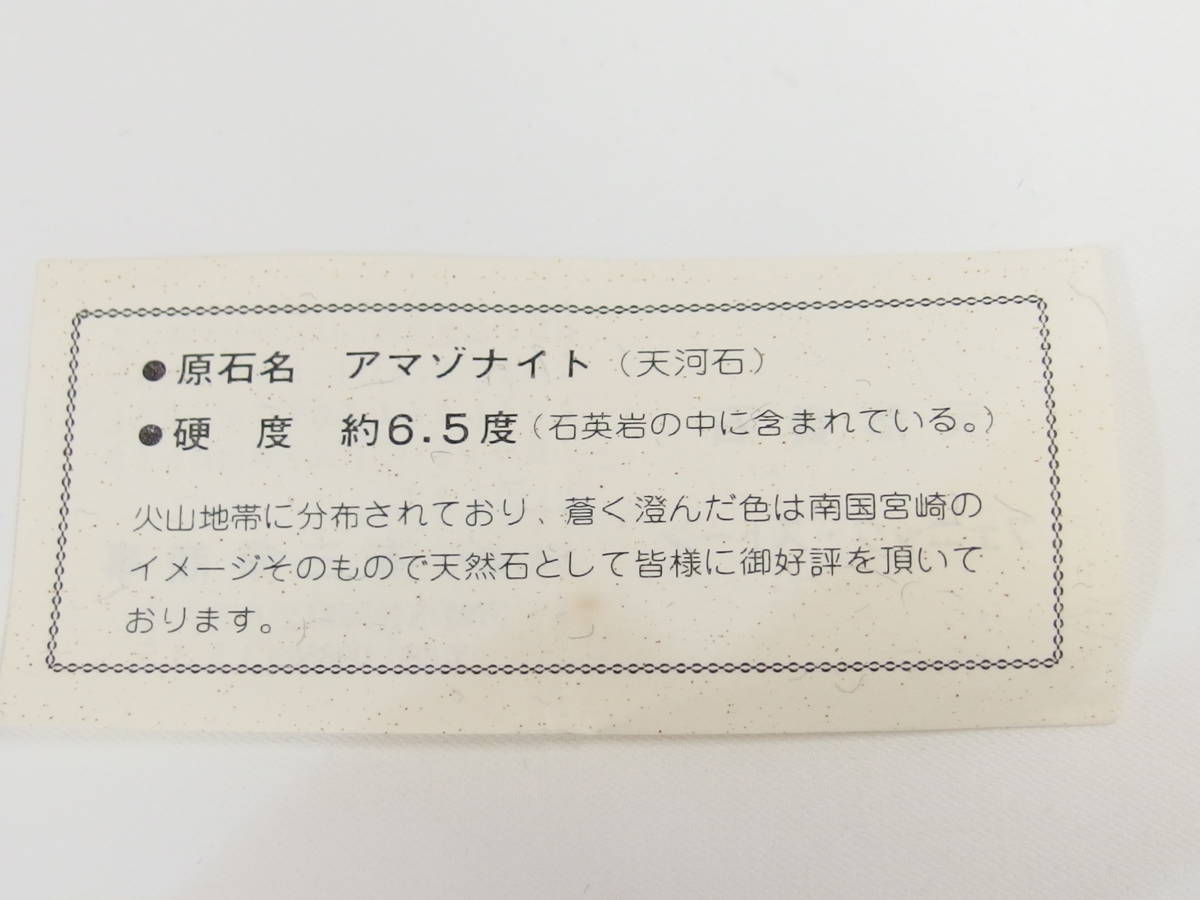 ●原石名　アマゾナイト（天河石）
●硬　度　約6.5度（石英岩の中に含まれている。）
火山地帯に分布されており、蒼く澄んだ色は南国宮崎の
イメージそのもので天然石として皆様に御好評を頂いて
おります。